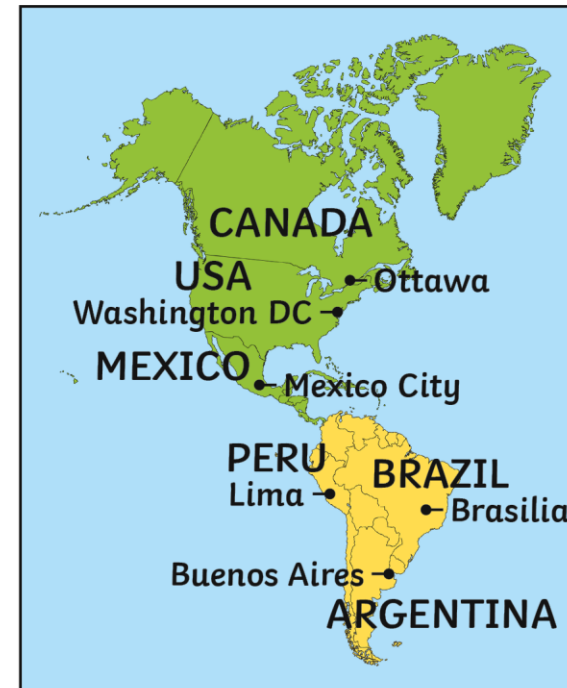 CANADA
USA
Ottawa
Washington DC
MEXICO
Mexico City
PERU
BRAZIL
Lima
Brasilia
Buenos Aires
ARGENTINA